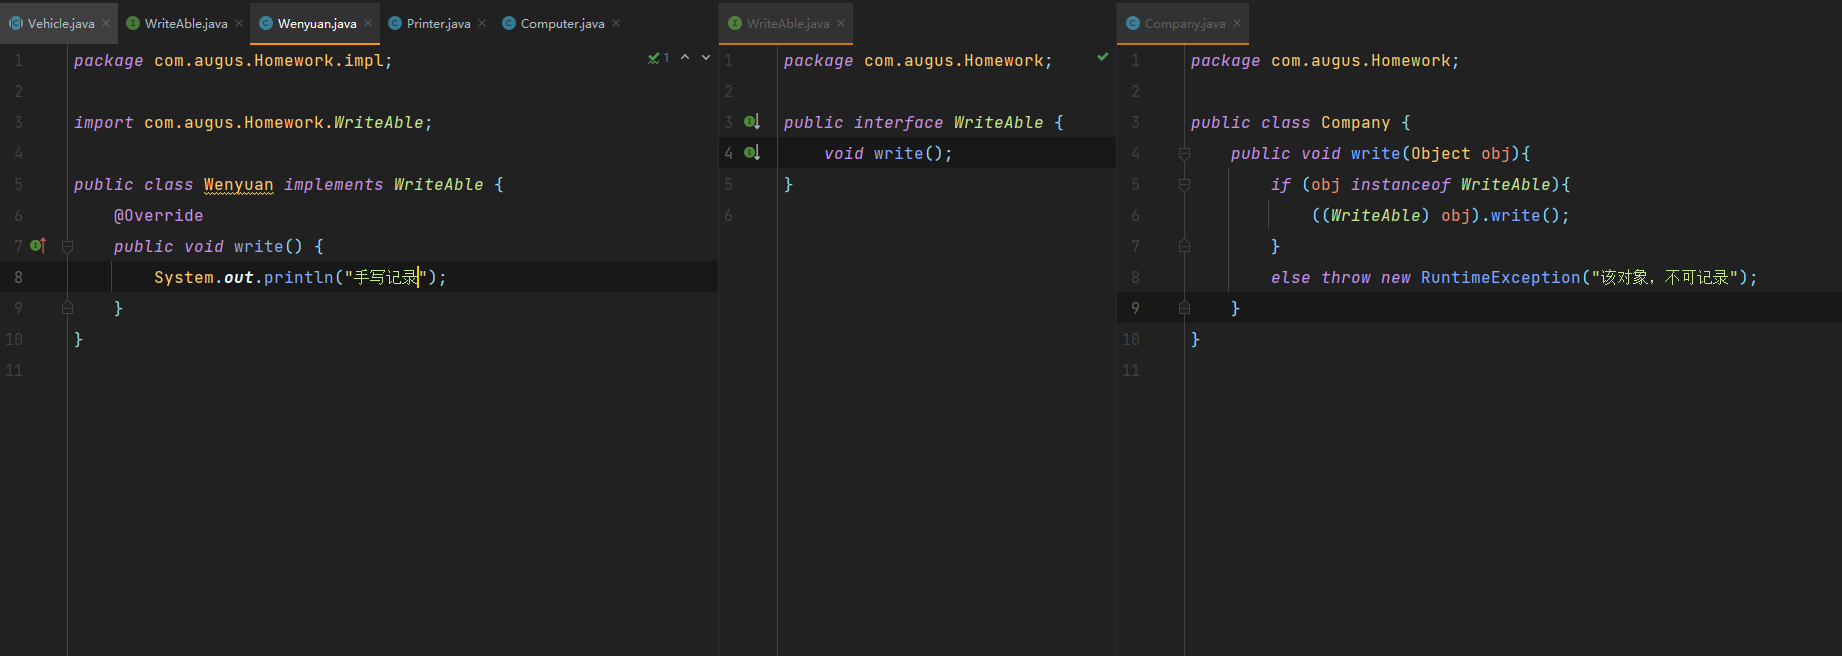 Vehicle.java WriteAble.java Wenyuan.java Printer.java Computer.java
1 package com.augus.Homework.impl;
2
3 import com.augus.Homework.WriteAble;
4
5 public class Wenyuan implements WriteAble {
6 @Override
7 public void write() {
8 System.out.println("手写记录");
9 }
10 }
11
1
WriteAble.java
1 package com.augus.Homework;
2
3 public interface WriteAble {
4 void write();
5 }
6
Company.java
1 package com.augus.Homework;
2
3 public class Company {
4 public void write(Object obj){
5 if (obj instanceof WriteAble){
6 ((WriteAble) obj).write();
7 }
8 else throw new RuntimeException("该对象，不可记录");
9 }
10 }
11